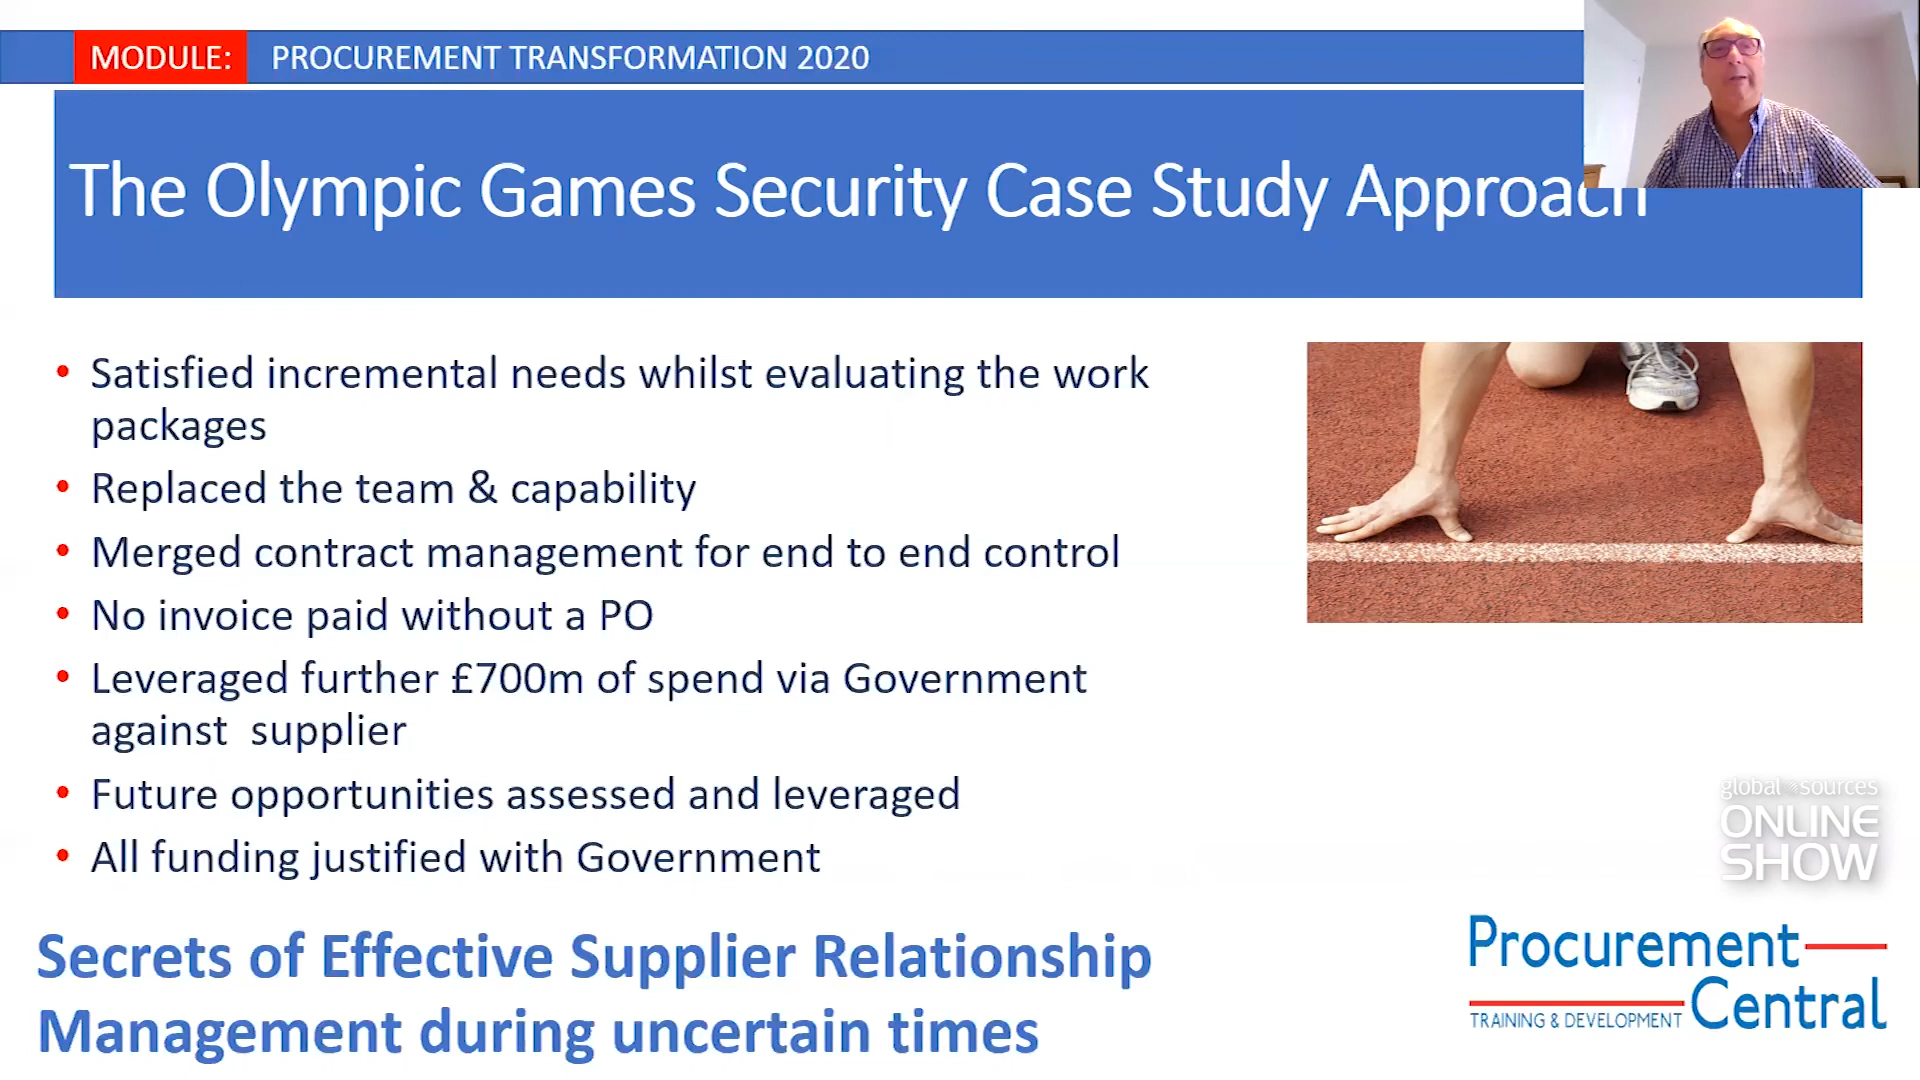 MODULE: PROCUREMENT TRANSFORMATION 2020
The Olympic Games Security Case Study Approach
• Satisfied incremental needs whilst evaluating the work
packages
• Replaced the team & capability
• Merged contract management for end to end control
• No invoice paid without a PO
• Leveraged further £700m of spend via Government
against supplier
• Future opportunities assessed and leveraged
• All funding justified with Government
global sources
ONLINE
SHOW
Secrets of Effective Supplier Relationship
Management during uncertain times
Procurement
Central
TRAINING & DEVELOPMENT